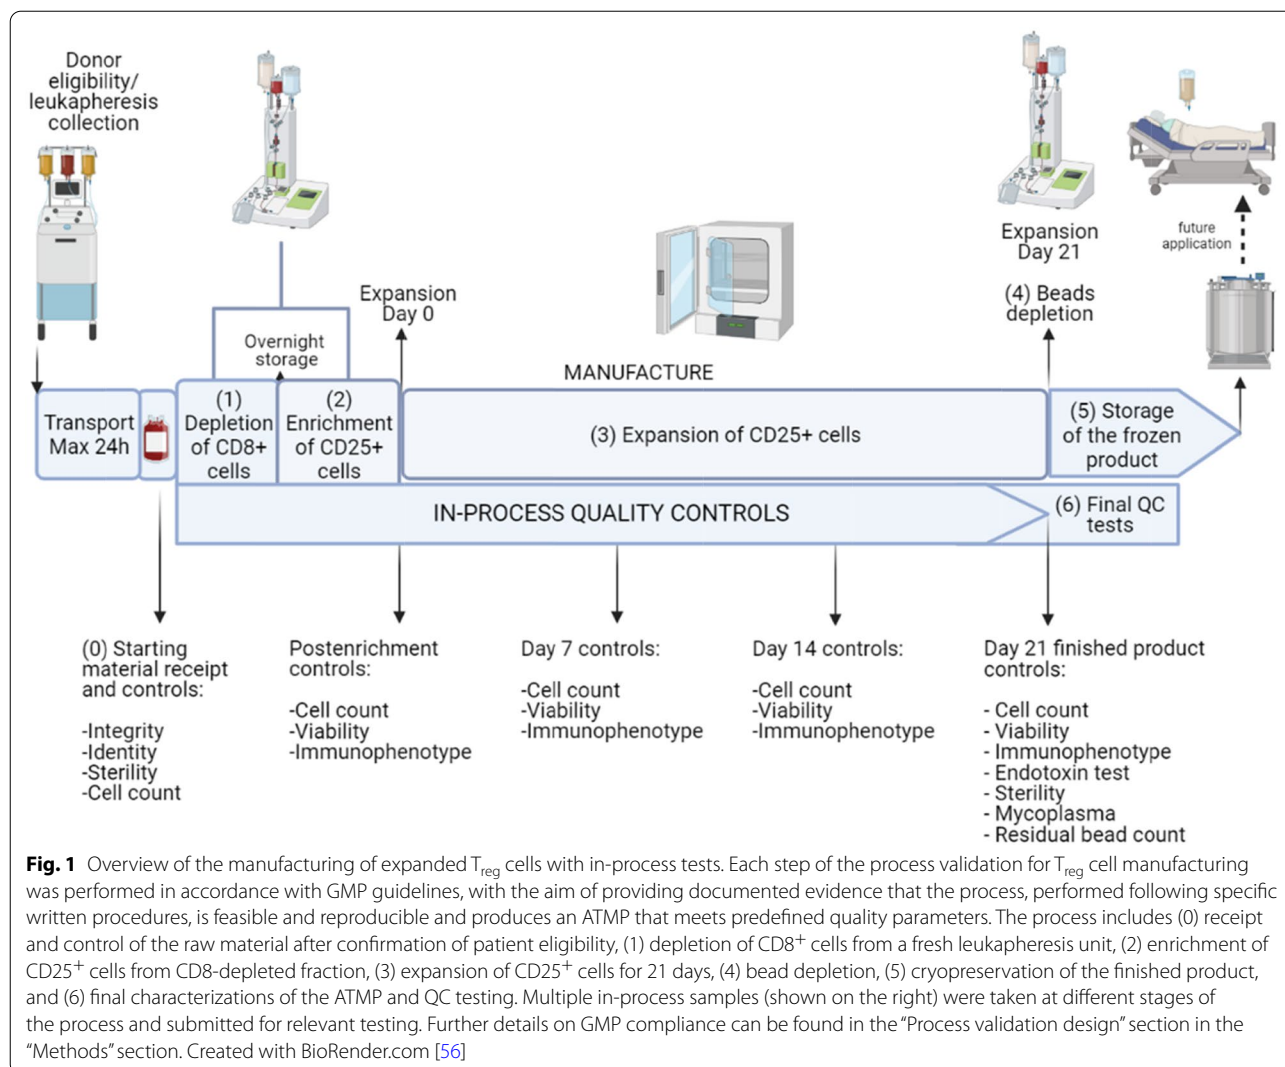 Donor
eligibility/
leukapheresis
collection
Expansion
Day 0
Overnight
storage
MANUFACTURE
Expansion
Day 21
(4) Beads
depletion
future
application
Transport
Max 24h
(1)
Depletion
of CD8+
cells
(2)
Enrichment
of CD25+
cells
(3) Expansion of CD25+ cells
(5) Storage
of the frozen
product
IN-PROCESS QUALITY CONTROLS
(6) Final QC
tests
(0) Starting
material receipt
and controls:
-Integrity
-Identity
-Sterility
-Cell count
Postenrichment
controls:
-Cell count
-Viability
-Immunophenotype
Day 7 controls:
-Cell count
-Viability
-Immunophenotype
Day 14 controls:
-Cell count
-Viability
-Immunophenotype
Day 21 finished product
controls:
- Cell count
- Viability
- Immunophenotype
- Endotoxin test
- Sterility
- Mycoplasma
- Residual bead count
Fig. 1 Overview of the manufacturing of expanded Treg cells with in-process tests. Each step of the process validation for Treg cell manufacturing
was performed in accordance with GMP guidelines, with the aim of providing documented evidence that the process, performed following specific
written procedures, is feasible and reproducible and produces an ATMP that meets predefined quality parameters. The process includes (0) receipt
and control of the raw material after confirmation of patient eligibility, (1) depletion of CD8+ cells from a fresh leukapheresis unit, (2) enrichment of
CD25+ cells from CD8-depleted fraction, (3) expansion of CD25+ cells for 21 days, (4) bead depletion, (5) cryopreservation of the finished product,
and (6) final characterizations of the ATMP and QC testing. Multiple in-process samples (shown on the right) were taken at different stages of
the process and submitted for relevant testing. Further details on GMP compliance can be found in the “Process validation design” section in the
“Methods” section. Created with BioRender.com [56]